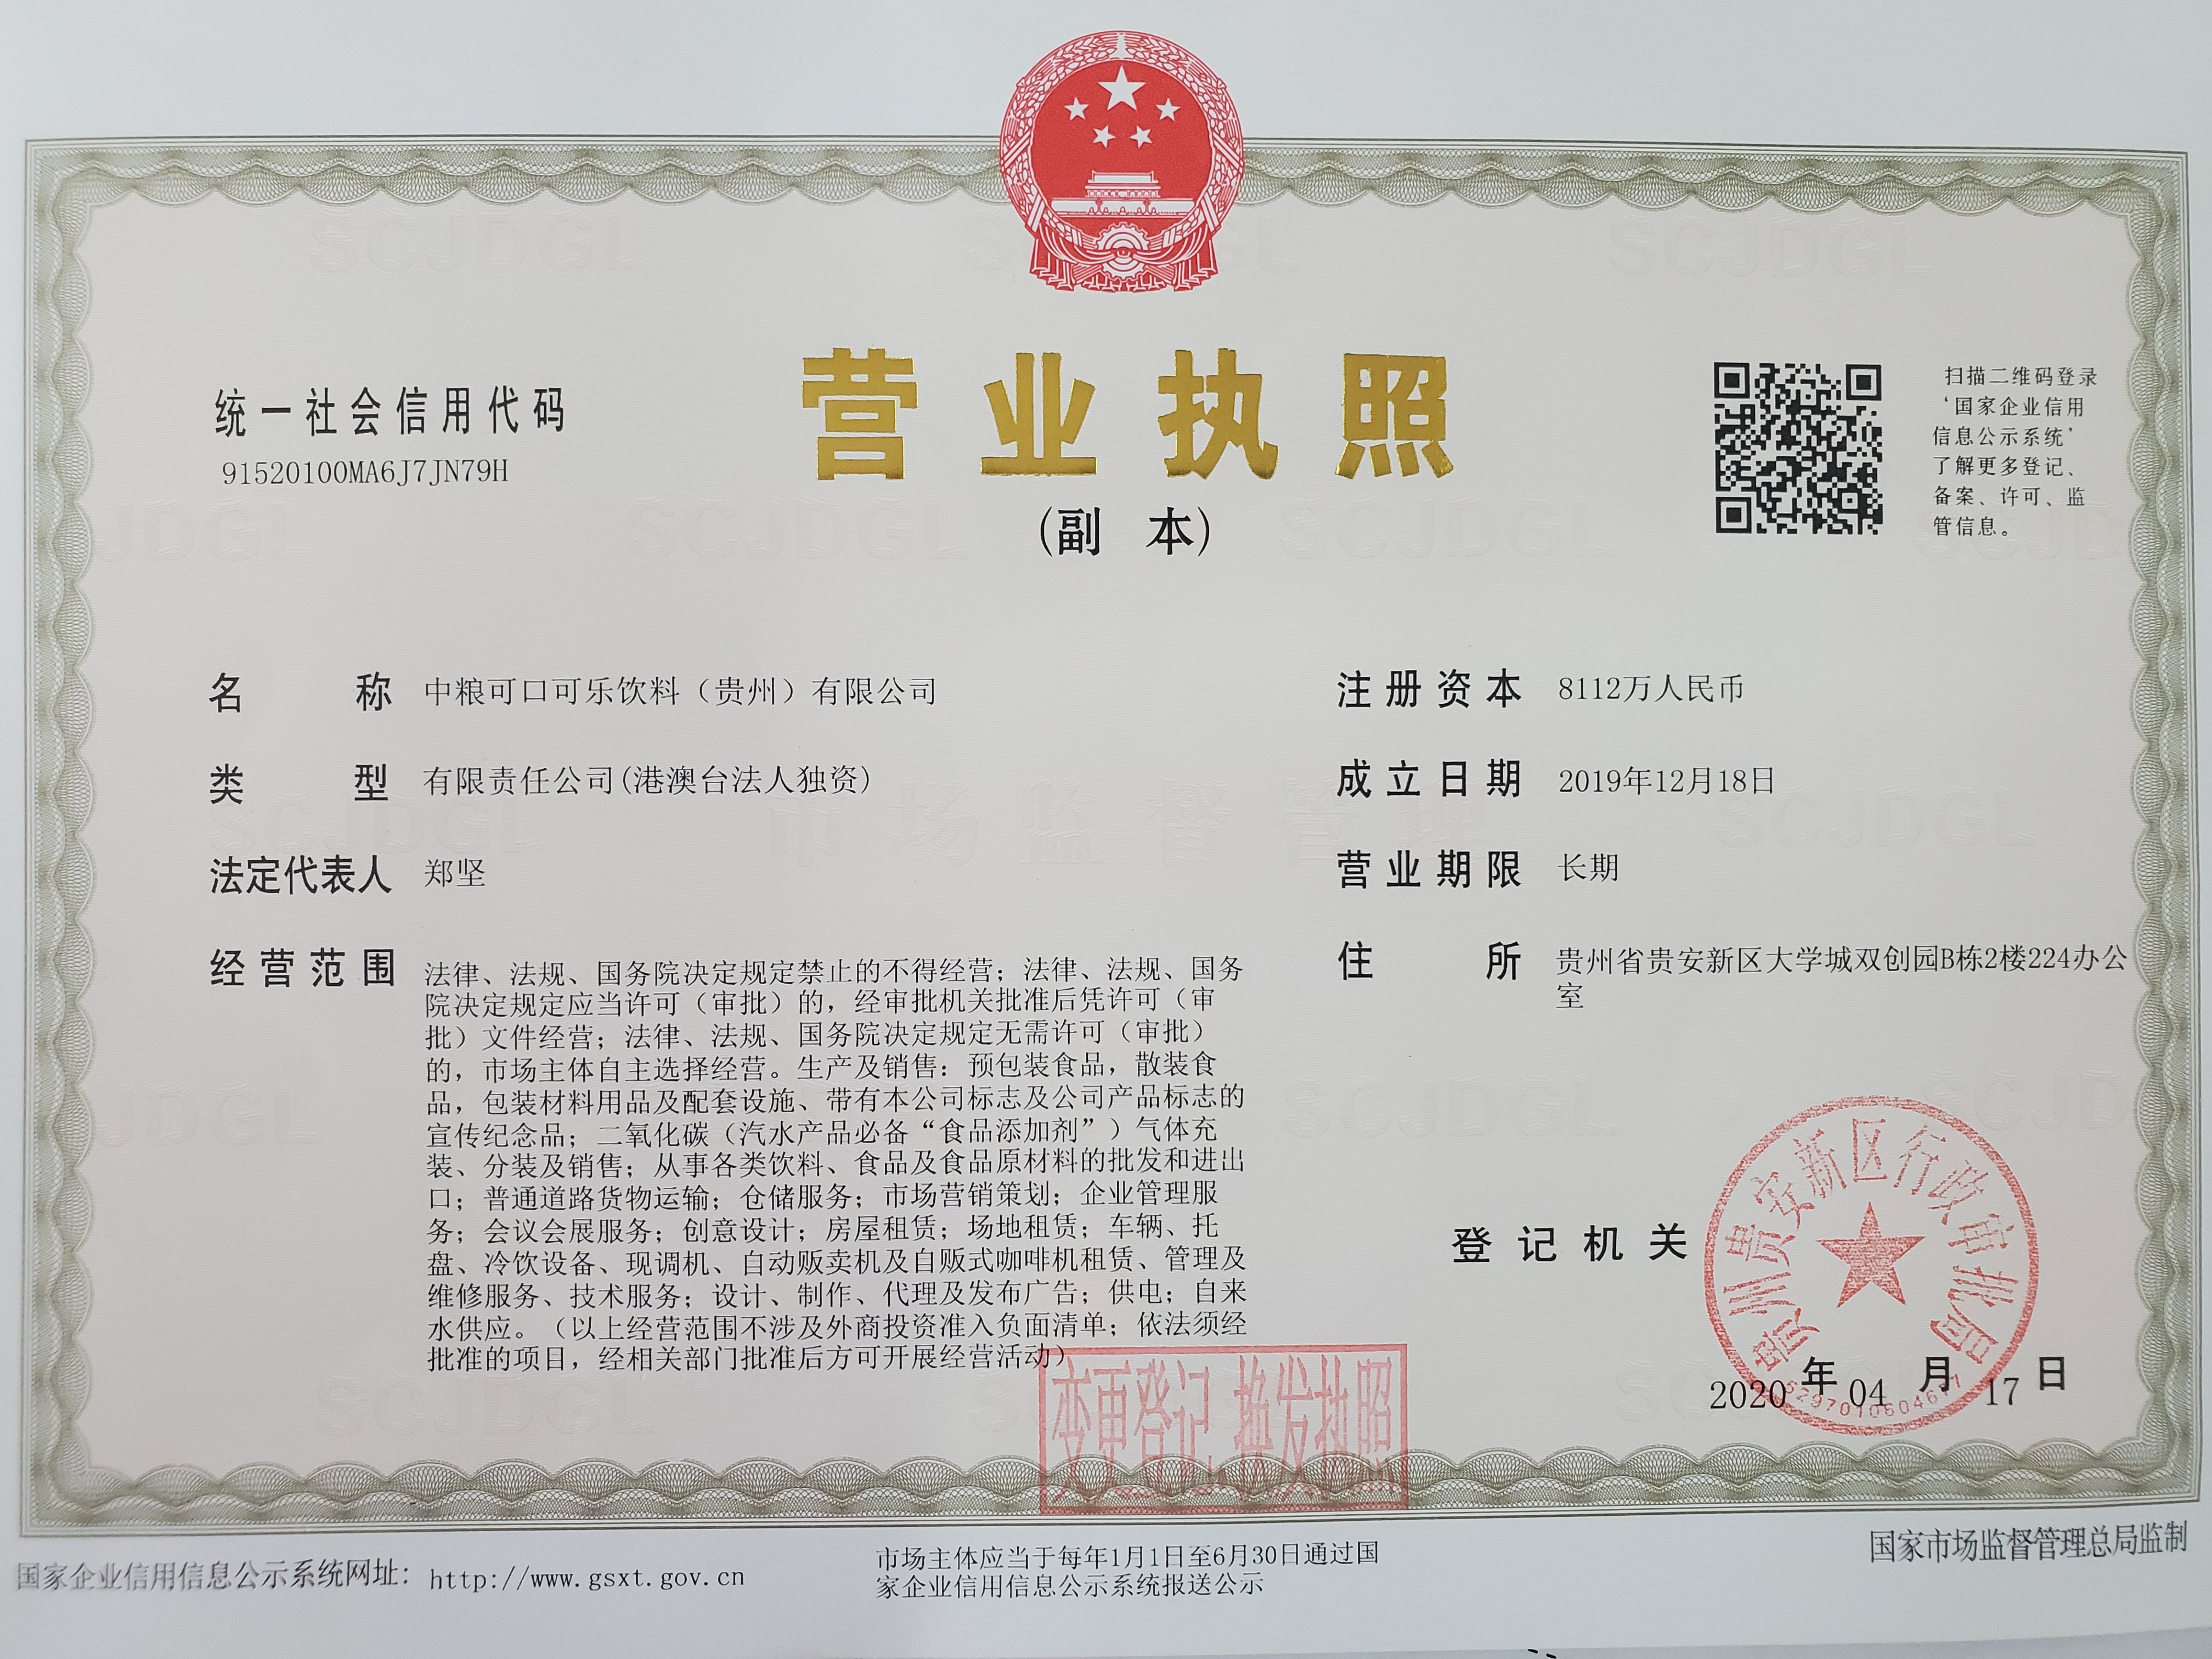 营业执照
(副 本)
统一社会信用代码
91520100MA6J7JN79H
扫描二维码登录
‘国家企业信用
信息公示系统’
了解更多登记、
备案、许可、监
管信息。
名 称 中粮可口可乐饮料（贵州）有限公司
类 型 有限责任公司(港澳台法人独资)
法定代表人 郑坚
经营范围 法律、法规、国务院决定规定禁止的不得经营；法律、法规、国务
院决定规定应当许可（审批）的，经审批机关批准后凭许可（审
批）文件经营；法律、法规、国务院决定规定无需许可（审批）
的，市场主体自主选择经营。生产及销售：预包装食品，散装食
品，包装材料用品及配套设施、带有本公司标志及公司产品标志的
宣传纪念品；二氧化碳（汽水产品必备“食品添加剂”）气体充
装、分装及销售；从事各类饮料、食品及食品原材料的批发和进出
口；普通道路货物运输；仓储服务；市场营销策划；企业管理服
务；会议会展服务；创意设计；房屋租赁；场地租赁；车辆、托
盘、冷饮设备、现调机、自动贩卖机及自贩式咖啡机租赁、管理及
维修服务、技术服务；设计、制作、代理及发布广告；供电；自来
水供应。（以上经营范围不涉及外商投资准入负面清单；依法须经
批准的项目，经相关部门批准后方可开展经营活动）
注册资本 8112万人民币
成立日期 2019年12月18日
营业期限 长期
住 所 贵州省贵安新区大学城双创园B栋2楼224办公
室
登记机关
贵州贵安新区行政审批局
2020 年 04 月 17 日
变更登记 换发执照
国家企业信用信息公示系统网址：http://www.gsxt.gov.cn
市场主体应当于每年1月1日至6月30日通过国
家企业信用信息公示系统报送公示
国家市场监督管理总局监制